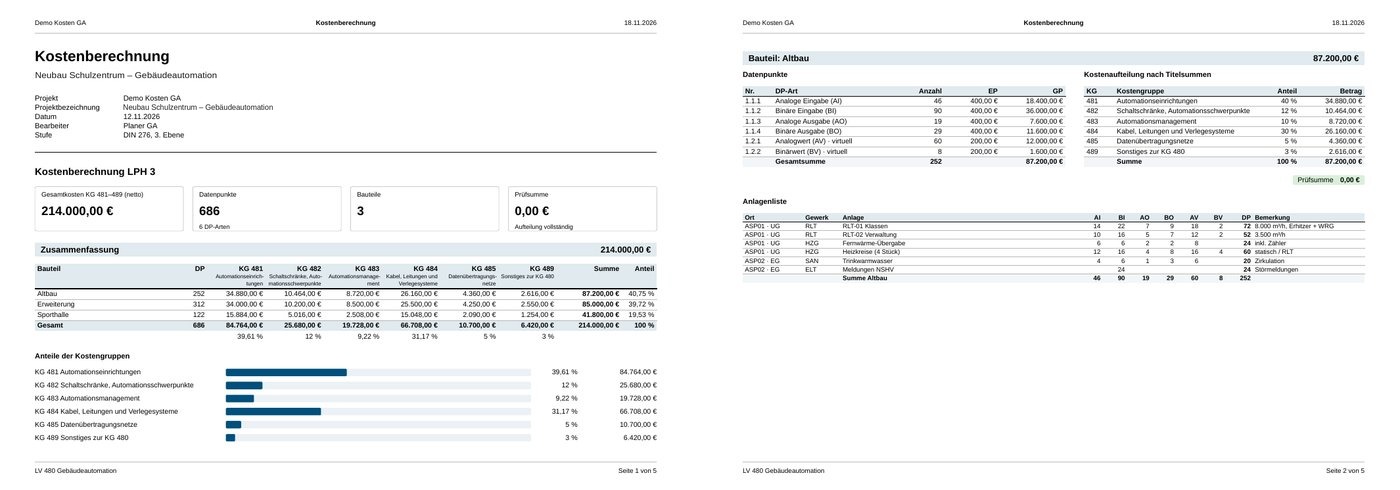 Demo Kosten GA Kostenberechnung 18.11.2026
Kostenberechnung
Neubau Schulzentrum – Gebäudeautomation
Projekt Demo Kosten GA
Projektbezeichnung Neubau Schulzentrum – Gebäudeautomation
Datum 12.11.2026
Bearbeiter Planer GA
Stufe DIN 276, 3. Ebene
Kostenberechnung LPH 3
Gesamtkosten KG 481–489 (netto) Datenpunkte Bauteile Prüfsumme
214.000,00 € 686 3 0,00 €
6 DP-Arten Aufteilung vollständig
Zusammenfassung 214.000,00 €
Bauteil DP KG 481 KG 482 KG 483 KG 484 KG 485 KG 489 Summe Anteil
Automatisierungseinrich- Schaltschränke, Auto- Automationsmanage- Kabel, Leitungen und Datenübertragungs- Sonstiges zur KG 480
tungen mationsschwerpunkte ment Verlegesysteme netze
Altbau 252 34.880,00 € 10.464,00 € 8.720,00 € 26.160,00 € 4.360,00 € 2.616,00 € 87.200,00 € 40,75 %
Erweiterung 312 34.000,00 € 10.200,00 € 8.500,00 € 25.500,00 € 4.250,00 € 2.550,00 € 85.000,00 € 39,72 %
Sporthalle 122 15.884,00 € 5.016,00 € 2.508,00 € 15.048,00 € 2.090,00 € 1.254,00 € 41.800,00 € 19,53 %
Gesamt 686 84.764,00 € 25.680,00 € 19.728,00 € 66.708,00 € 10.700,00 € 6.420,00 € 214.000,00 € 100 %
39,61 % 12 % 9,22 % 31,17 % 5 % 3 %
Anteile der Kostengruppen
KG 481 Automationseinrichtungen 39,61 % 84.764,00 €
KG 482 Schaltschränke, Automationsschwerpunkte 12 % 25.680,00 €
KG 483 Automationsmanagement 9,22 % 19.728,00 €
KG 484 Kabel, Leitungen und Verlegesysteme 31,17 % 66.708,00 €
KG 485 Datenübertragungsnetze 5 % 10.700,00 €
KG 489 Sonstiges zur KG 480 3 % 6.420,00 €
LV 480 Gebäudeautomation Seite 1 von 5
Demo Kosten GA Kostenberechnung 18.11.2026
Bauteil: Altbau 87.200,00 €
Datenpunkte
Nr. DP-Art Anzahl EP GP
1.1.1 Analoge Eingabe (AI) 46 400,00 € 18.400,00 €
1.1.2 Binäre Eingabe (BI) 90 400,00 € 36.000,00 €
1.1.3 Analoge Ausgabe (AO) 19 400,00 € 7.600,00 €
1.1.4 Binäre Ausgabe (BO) 29 400,00 € 11.600,00 €
1.2.1 Analogwert (AV) · virtuell 60 200,00 € 12.000,00 €
1.2.2 Binärwert (BV) · virtuell 8 200,00 € 1.600,00 €
Gesamtsumme 252 87.200,00 €
Kostenaufteilung nach Titelsummen
KG Kostengruppe Anteil Betrag
481 Automationseinrichtungen 40 % 34.880,00 €
482 Schaltschränke, Automationsschwerpunkte 12 % 10.464,00 €
483 Automationsmanagement 10 % 8.720,00 €
484 Kabel, Leitungen und Verlegesysteme 30 % 26.160,00 €
485 Datenübertragungsnetze 5 % 4.360,00 €
489 Sonstiges zur KG 480 3 % 2.616,00 €
Summe 100 % 87.200,00 €
Prüfsumme 0,00 €
Anlagenliste
Ort Gewerk Anlage AI BI AO BO AV BV DP Bemerkung
ASP01 · UG RLT RLT-01 Klassen 14 22 7 9 18 2 72 8.000 m³/h, Erhitzer + WRG
ASP01 · UG RLT RLT-02 Verwaltung 10 16 5 7 12 2 52 3.500 m³/h
ASP01 · UG HZG Fernwärme-Übergabe 6 6 2 2 8 24 inkl. Zähler
ASP01 · UG HZG Heizkreise (4 Stück) 12 16 4 8 16 4 60 statisch / RLT
ASP02 · EG SAN Trinkwarmwasser 4 6 1 3 6 20 Zirkulation
ASP02 · EG ELT Meldungen NSHV 24 24 Störmeldungen
Summe Altbau 46 90 19 29 60 8 252
LV 480 Gebäudeautomation Seite 2 von 5